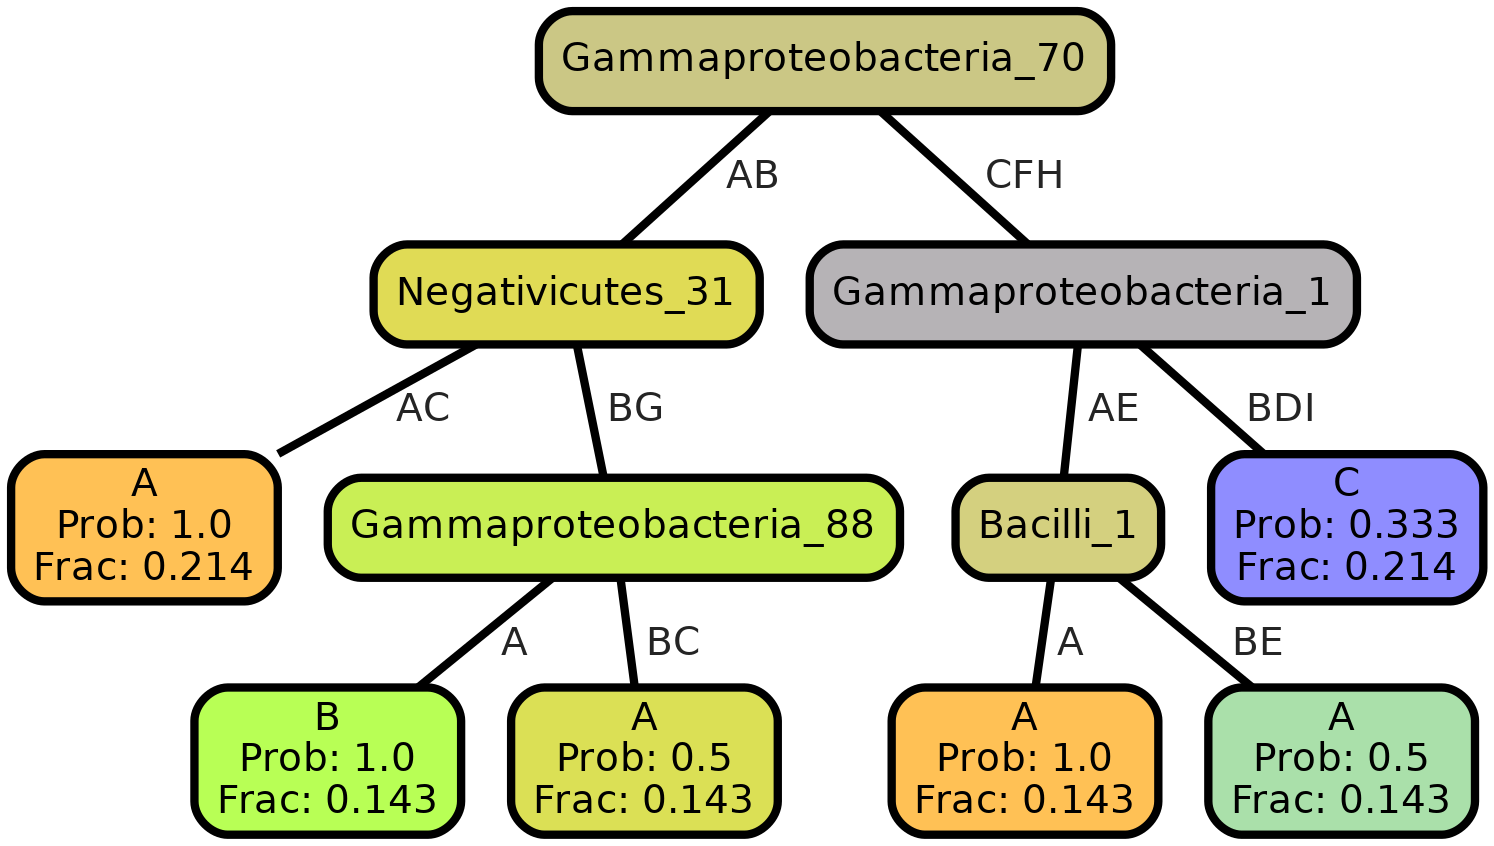 Gammaproteobacteria_70
AB
CFH
Negativicutes_31
Gammaproteobacteria_1
AC
BG
AE
BDI
A
Prob: 1.0
Frac: 0.214
Gammaproteobacteria_88
Bacilli_1
C
Prob: 0.333
Frac: 0.214
A
BC
A
BE
B
Prob: 1.0
Frac: 0.143
A
Prob: 0.5
Frac: 0.143
A
Prob: 1.0
Frac: 0.143
A
Prob: 0.5
Frac: 0.143